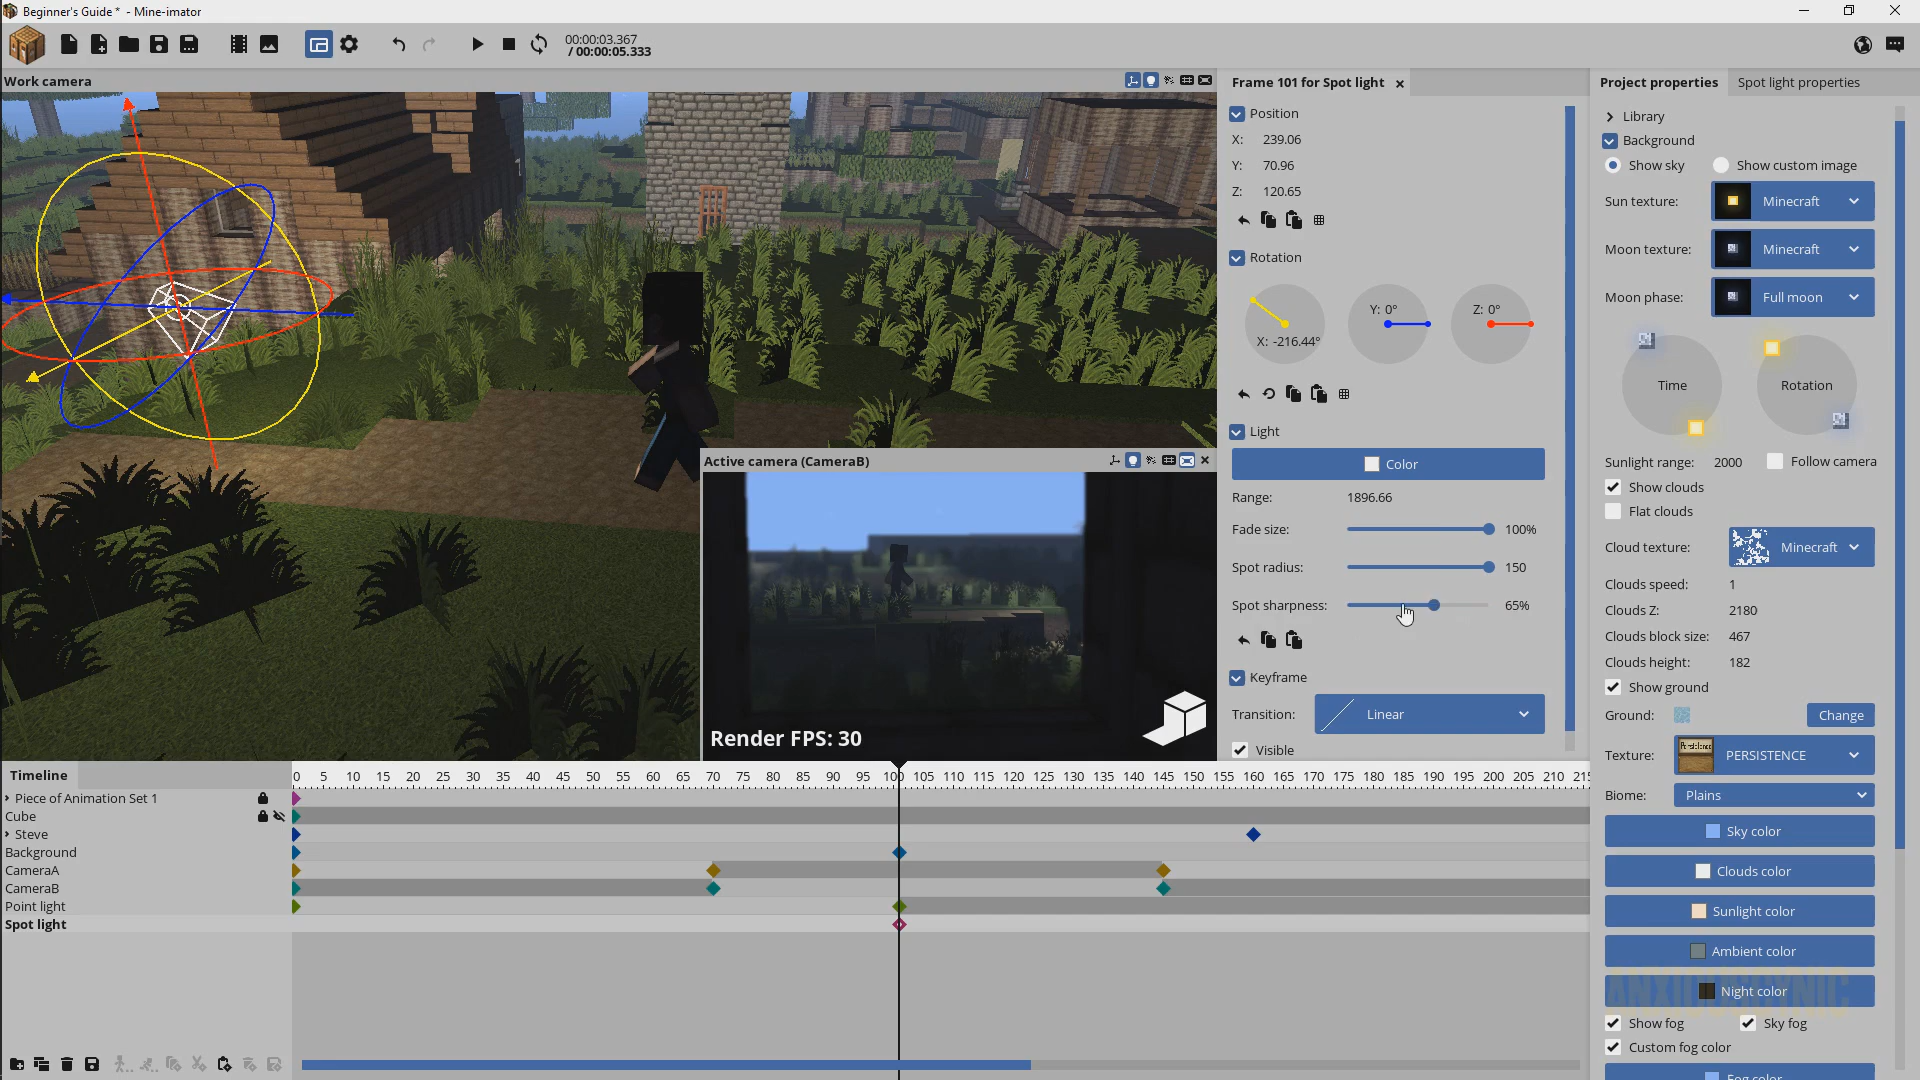 Beginner's Guide * - Mine-imator
00:00:03.367
/ 00:00:05.333
Work camera
Frame 101 for Spot light
Position
X: 239.06
Y: 70.96
Z: 120.65
Rotation
X: -216.44°
Y: 0°
Z: 0°
Light
Color
Range: 1896.66
Fade size: 100%
Spot radius: 150
Spot sharpness: 65%
Keyframe
Transition: Linear
Visible
Project properties Spot light properties
Library
Background
Show sky Show custom image
Sun texture: Minecraft
Moon texture: Minecraft
Moon phase: Full moon
Time Rotation
Sunlight range: 2000 Follow camera
Show clouds
Flat clouds
Cloud texture: Minecraft
Clouds speed: 1
Clouds Z: 2180
Clouds block size: 467
Clouds height: 182
Show ground
Ground: Change
Texture: Persistence PERSISTENCE
Biome: Plains
Sky color
Clouds color
Sunlight color
Ambient color
Night color
Show fog Sky fog
Custom fog color
Fog color
Active camera (CameraB)
Render FPS: 30
Timeline
0 5 10 15 20 25 30 35 40 45 50 55 60 65 70 75 80 85 90 95 100 105 110 115 120 125 130 135 140 145 150 155 160 165 170 175 180 185 190 195 200 205 210 215
Piece of Animation Set 1
Cube
Steve
Background
CameraA
CameraB
Point light
Spot light